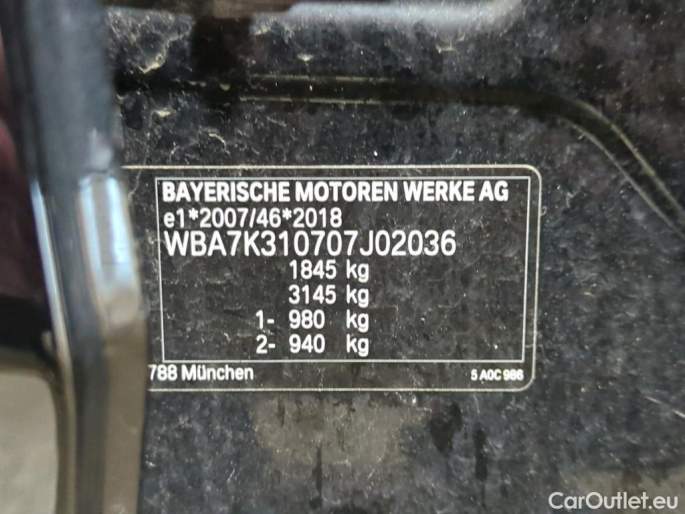 BAYERISCHE MOTOREN WERKE AG
e1*2007/46*2018
WBA7K310707J02036
1845 kg
3145 kg
1- 980 kg
2- 940 kg
788 München 5 A0C 986
CarOutlet.eu